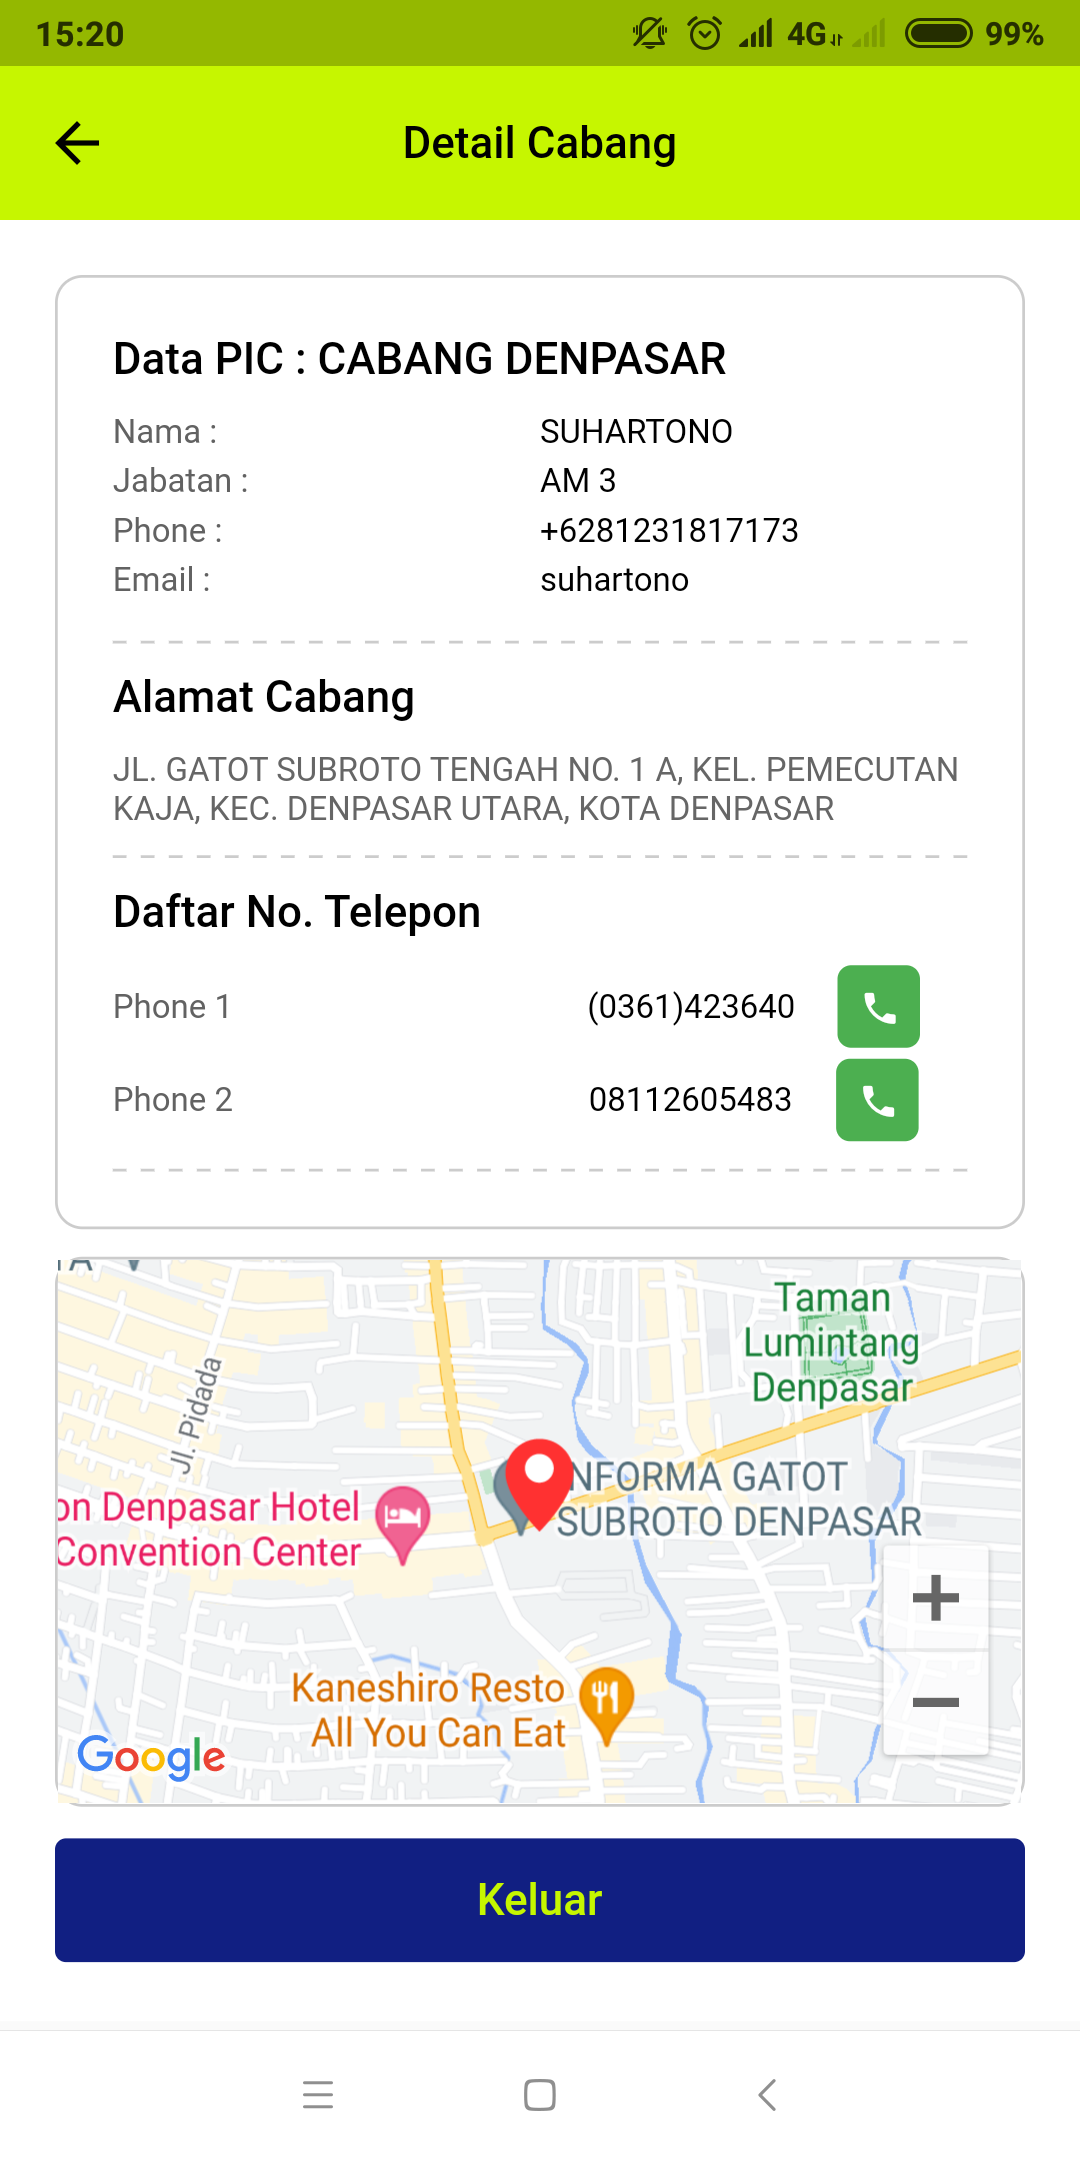 15:20
4G
99%
Detail Cabang
Data PIC : CABANG DENPASAR
Nama : SUHARTONO
Jabatan : AM 3
Phone : +6281231817173
Email : suhartono
Alamat Cabang
JL. GATOT SUBROTO TENGAH NO. 1 A, KEL. PEMECUTAN
KAJA, KEC. DENPASAR UTARA, KOTA DENPASAR
Daftar No. Telepon
Phone 1 (0361)423640
Phone 2 08112605483
Taman
Lumintang
Denpasar
Jl. Pidada
NFORMA GATOT
SUBROTO DENPASAR
on Denpasar Hotel
Convention Center
Kaneshiro Resto
All You Can Eat
Google
Keluar